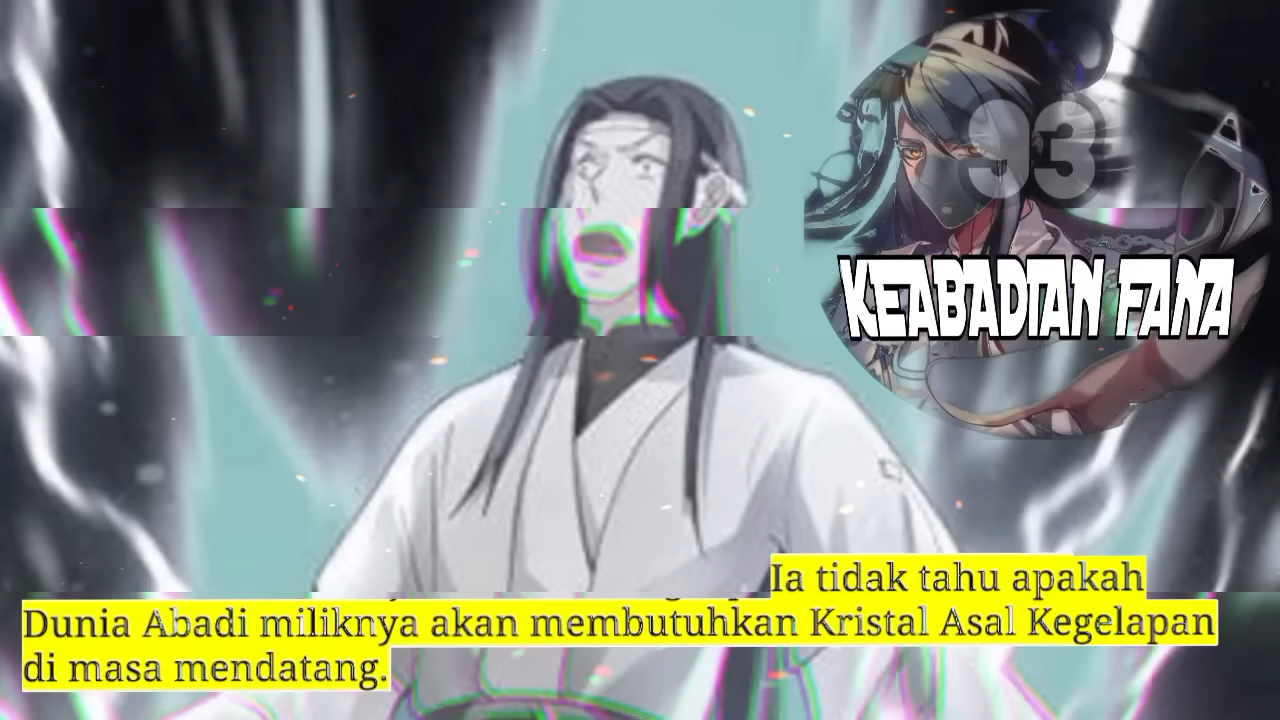 93
KEABADIAN FANA
Ia tidak tahu apakah
Dunia Abadi miliknya akan membutuhkan Kristal Asal Kegelapan
di masa mendatang.